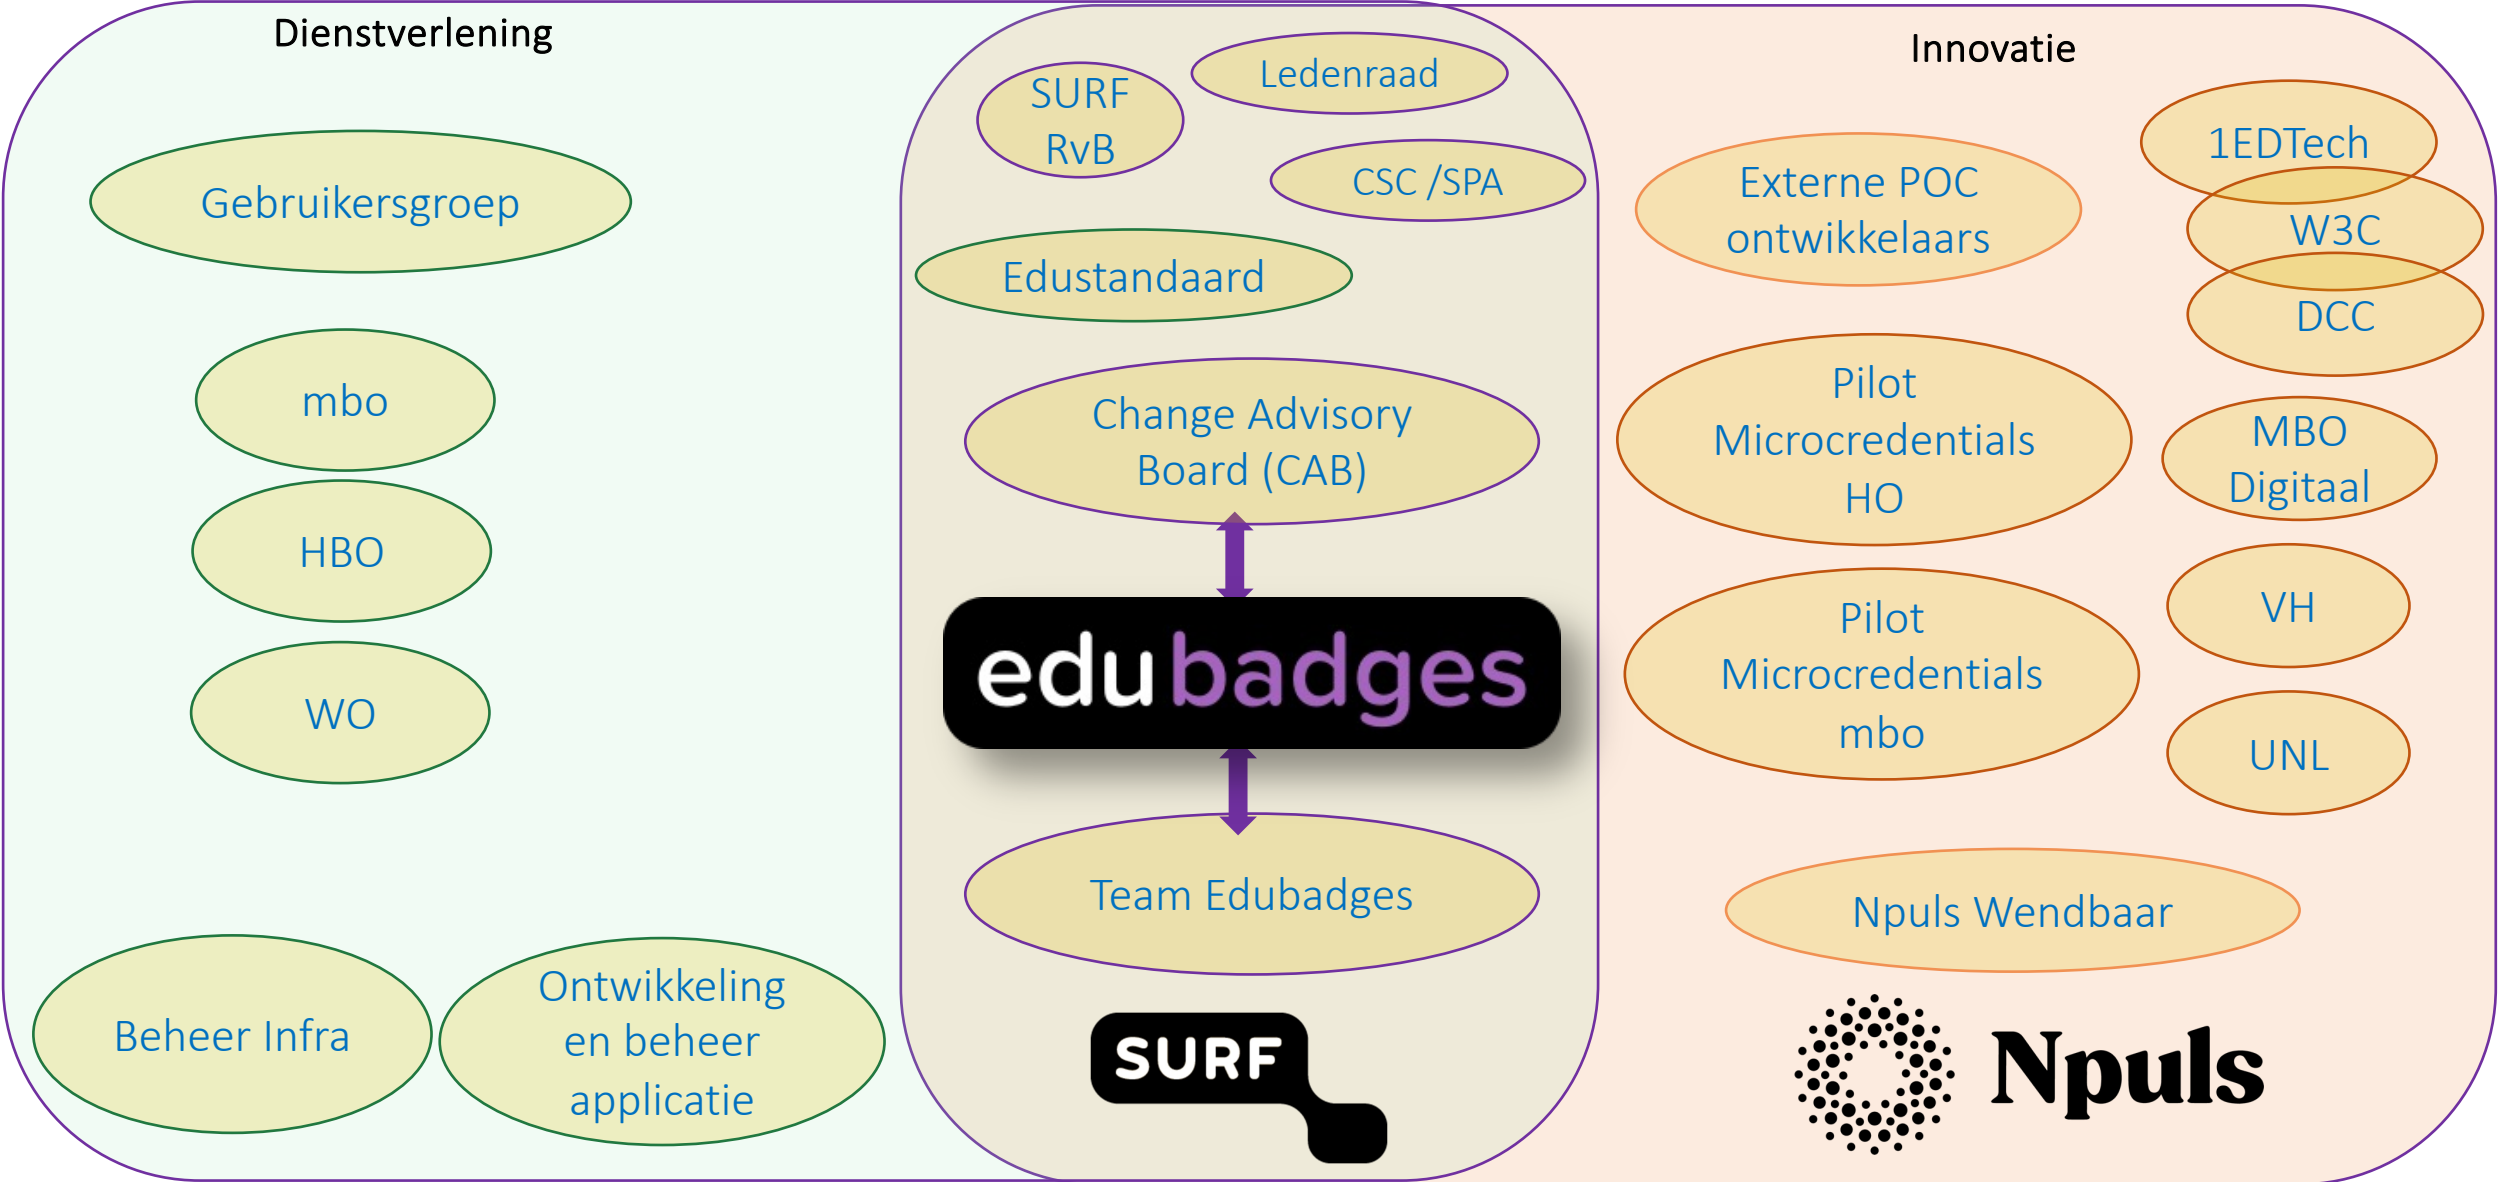 Dienstverlening
Gebruikersgroep
mbo
HBO
WO
Beheer Infra
Ontwikkeling
en beheer
applicatie
SURF
RvB
Ledenraad
CSC /SPA
Edustandaard
Change Advisory
Board (CAB)
edubadges
Team Edubadges
SURF
Innovatie
Externe POC
ontwikkelaars
1EDTech
W3C
DCC
Pilot
Microcredentials
HO
MBO
Digitaal
Pilot
Microcredentials
mbo
VH
UNL
Npuls Wendbaar
Npuls